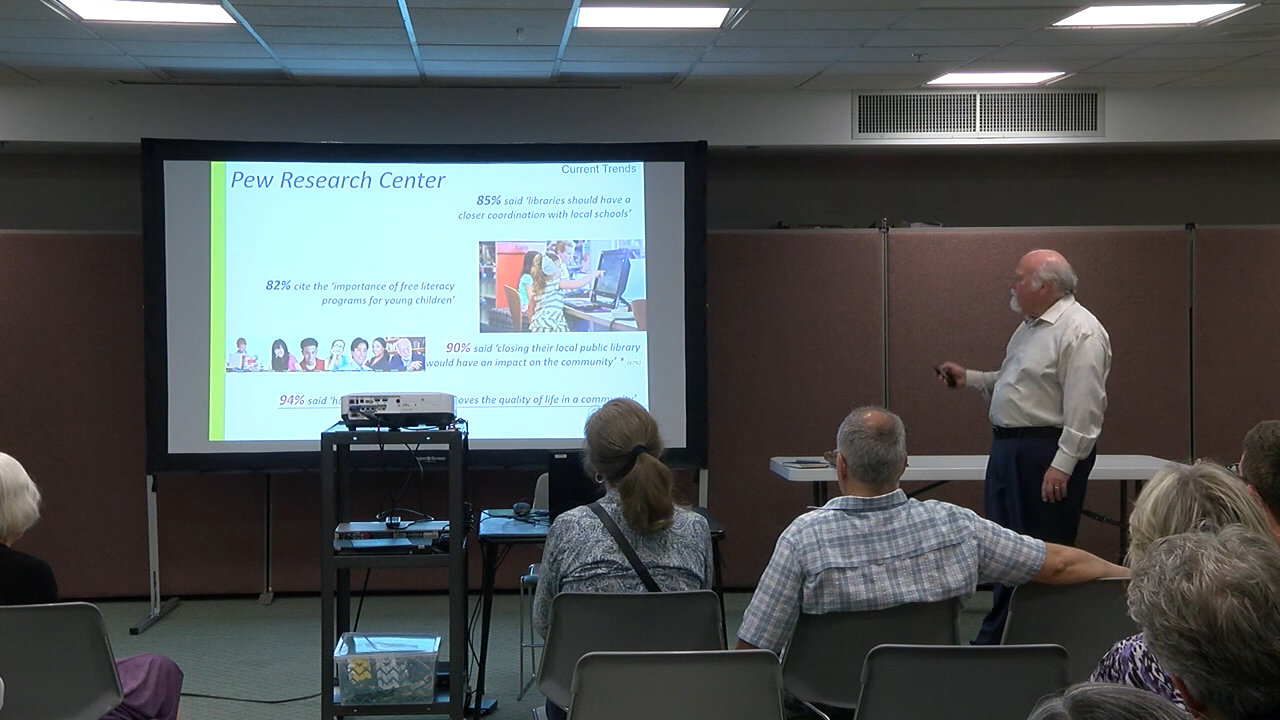 Current Trends
Pew Research Center
85% said 'libraries should have a
closer coordination with local schools'
82% cite the 'importance of free literacy
programs for young children'
90% said 'closing their local public library
would have an impact on the community' * (67%)
94% said
the quality of life in a